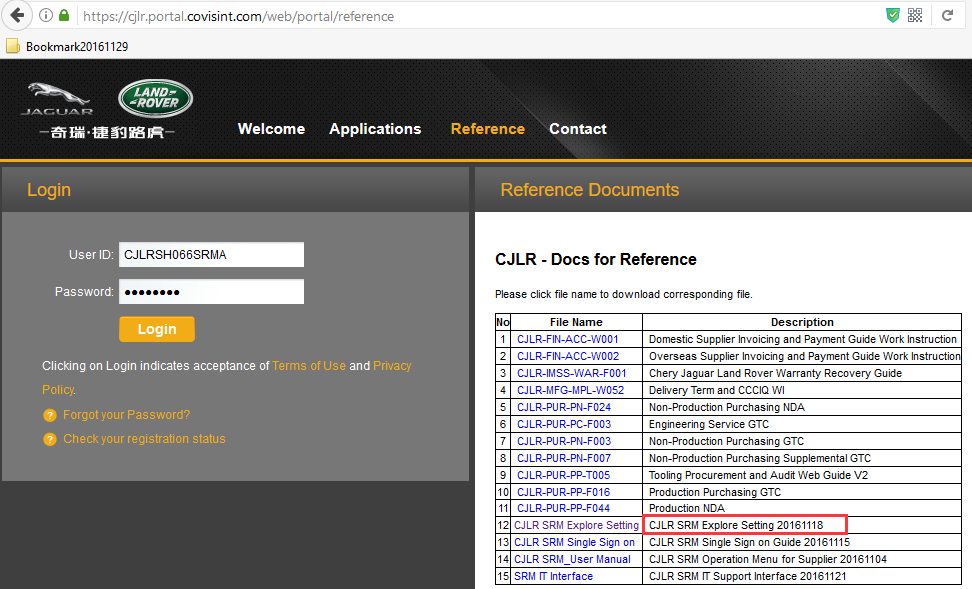 https://cjlr.portal.covisint.com/web/portal/reference
Bookmark20161129
JAGUAR
LAND-
-ROVER
奇瑞·捷豹路虎
Welcome Applications Reference Contact
Login
User ID: CJLRSH066SRMA
Password: ●●●●●●●●
Login
Clicking on Login indicates acceptance of Terms of Use and Privacy
Policy.
? Forgot your Password?
? Check your registration status
Reference Documents
CJLR - Docs for Reference
Please click file name to download corresponding file.
No File Name Description
1 CJLR-FIN-ACC-W001 Domestic Supplier Invoicing and Payment Guide Work Instruction
2 CJLR-FIN-ACC-W002 Overseas Supplier Invoicing and Payment Guide Work Instruction
3 CJLR-IMSS-WAR-F001 Chery Jaguar Land Rover Warranty Recovery Guide
4 CJLR-MFG-MPL-W052 Delivery Term and CCCIQ WI
5 CJLR-PUR-PN-F024 Non-Production Purchasing NDA
6 CJLR-PUR-PC-F003 Engineering Service GTC
7 CJLR-PUR-PN-F003 Non-Production Purchasing GTC
8 CJLR-PUR-PN-F007 Non-Production Purchasing Supplemental GTC
9 CJLR-PUR-PP-T005 Tooling Procurement and Audit Web Guide V2
10 CJLR-PUR-PP-F016 Production Purchasing GTC
11 CJLR-PUR-PP-F044 Production NDA
12 CJLR SRM Explore Setting CJLR SRM Explore Setting 20161118
13 CJLR SRM Single Sign on CJLR SRM Single Sign on Guide 20161115
14 CJLR SRM_User Manual CJLR SRM Operation Menu for Supplier 20161104
15 SRM IT Interface CJLR SRM IT Support Interface 20161121